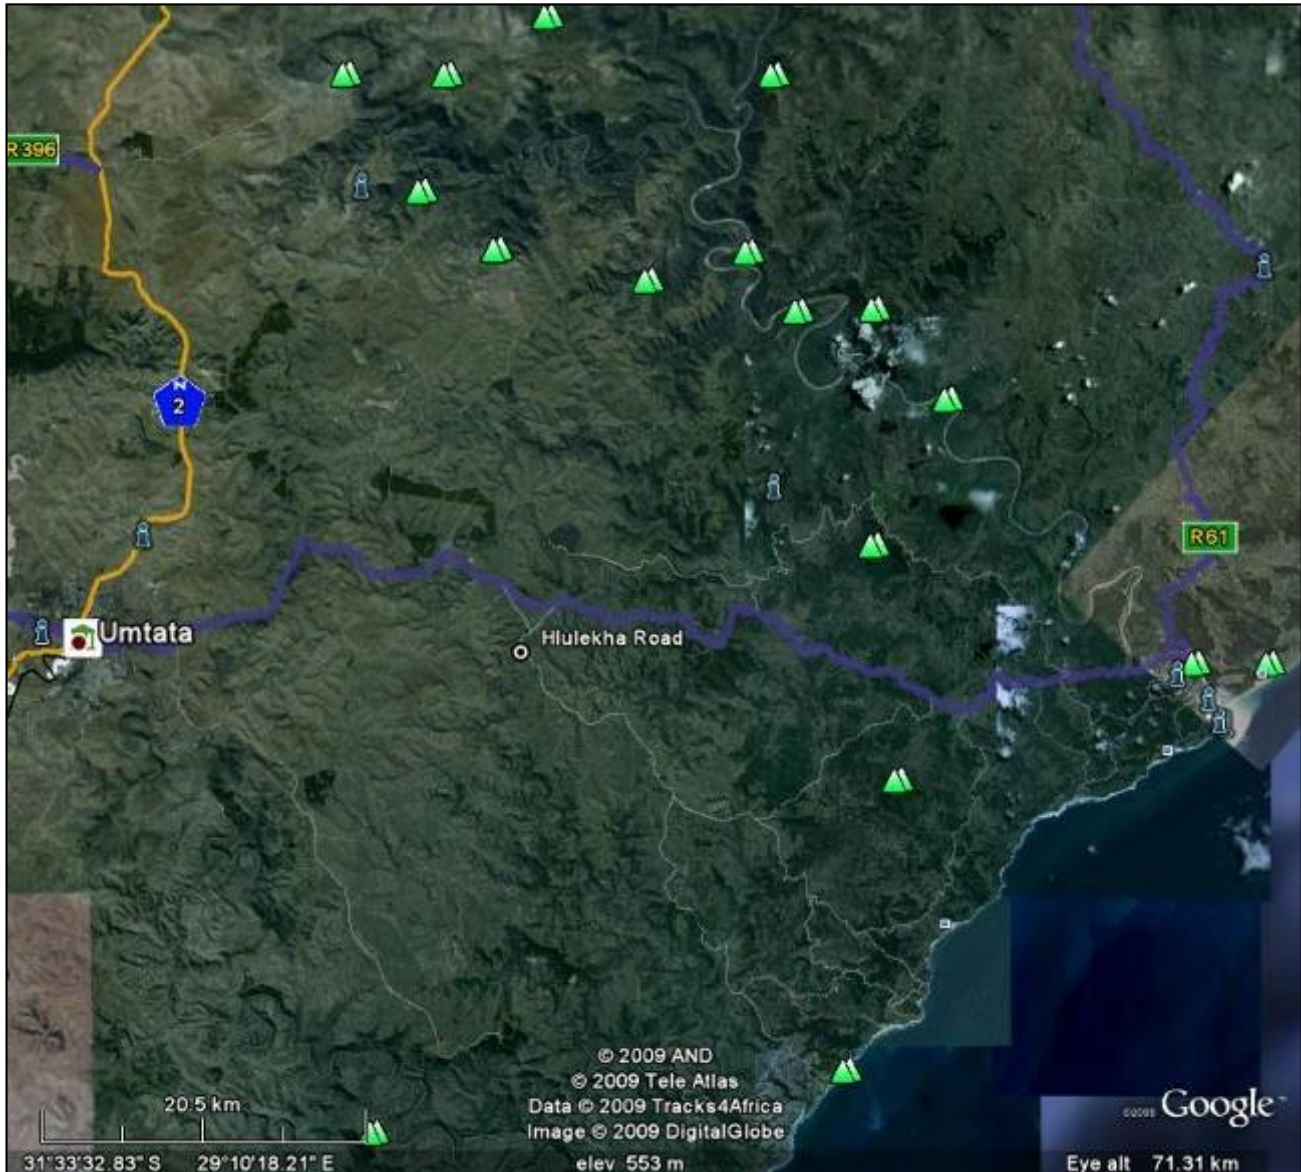 R396
N
2
R61
Umtata
Hlulekha Road
© 2009 AND
© 2009 Tele Atlas
Data © 2009 Tracks4Africa
Image © 2009 DigitalGlobe
20.5 km
Google
31°33'32.83" S 29°10'18.21" E elev 553 m Eye alt 71.31 km